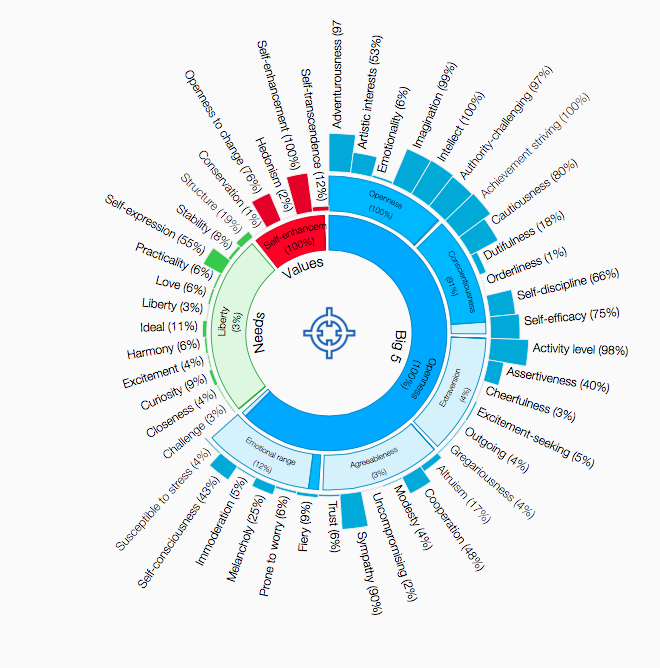 Adventurousness (97
Artistic interests (53%)
Emotionality (6%)
Imagination (99%)
Intellect (100%)
Authority-challenging (97%)
Achievement striving (100%)
Cautiousness (80%)
Dutifulness (18%)
Orderliness (1%)
Self-discipline (66%)
Self-efficacy (75%)
Activity level (98%)
Assertiveness (40%)
Cheerfulness (3%)
Excitement-seeking (5%)
Outgoing (4%)
Gregariousness (4%)
Altruism (17%)
Cooperation (48%)
Modesty (4%)
Uncompromising (2%)
Sympathy (90%)
Trust (6%)
Fiery (9%)
Prone to worry (6%)
Melancholy (25%)
Immoderation (5%)
Self-consciousness (43%)
Susceptible to stress (4%)
Challenge (3%)
Closeness (4%)
Curiosity (9%)
Excitement (4%)
Harmony (6%)
Ideal (11%)
Liberty (3%)
Love (6%)
Practicality (6%)
Self-expression (55%)
Stability (8%)
Structure (19%)
Conservation (1%)
Openness to change (76%)
Hedonism (2%)
Self-enhancement (100%)
Self-transcendence (12%)
Openness
(100%)
Conscientiousness
(91%)
Extraversion
(4%)
Agreeableness
(3%)
Emotional range
(12%)
Liberty
(3%)
Self-enhancem
(100%)
Openness
(100%)
Values
Needs
Big 5